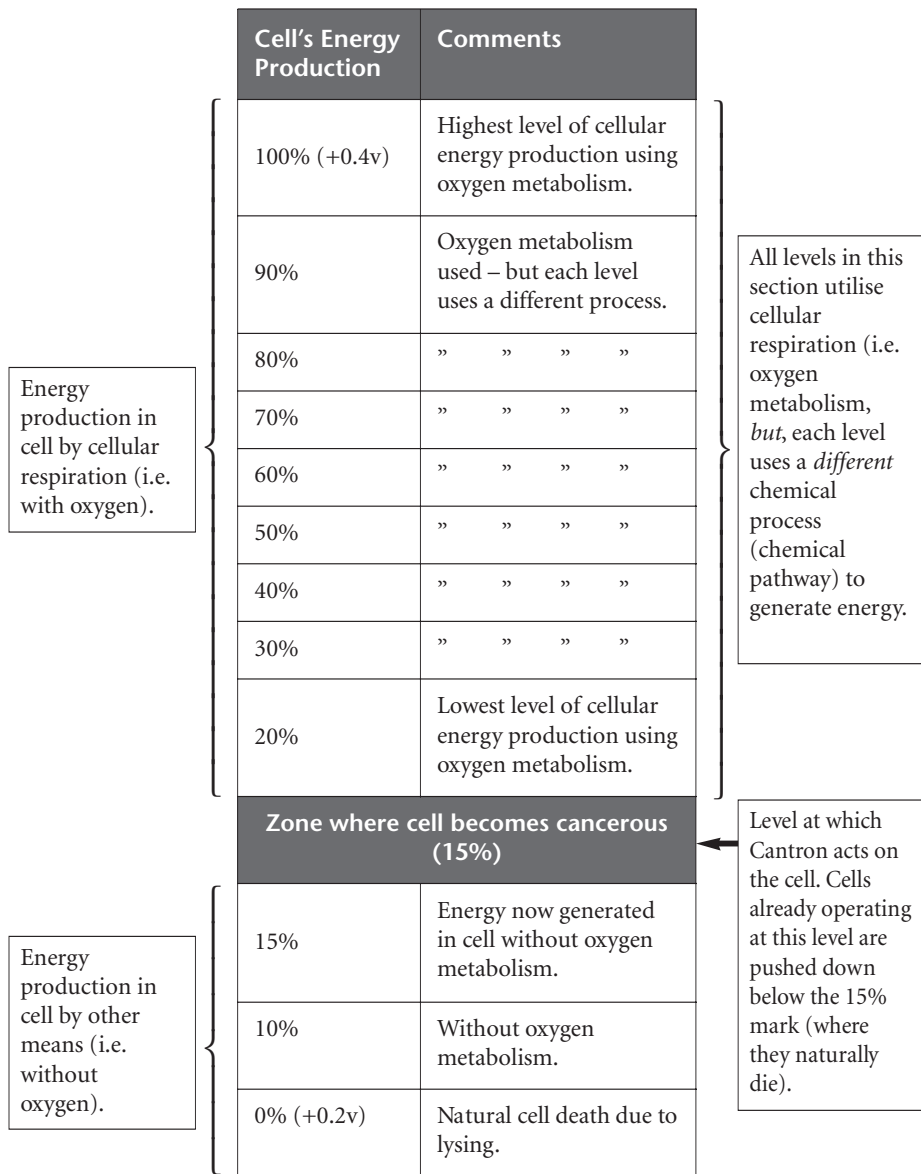 Cell's Energy
Production
Comments
100% (+0.4v)
Highest level of cellular
energy production using
oxygen metabolism.
90%
Oxygen metabolism
used – but each level
uses a different process.
80%
” ” ” ”
70%
” ” ” ”
60%
” ” ” ”
50%
” ” ” ”
40%
” ” ” ”
30%
” ” ” ”
20%
Lowest level of cellular
energy production using
oxygen metabolism.
Zone where cell becomes cancerous
(15%)
15%
Energy now generated
in cell without oxygen
metabolism.
10%
Without oxygen
metabolism.
0% (+0.2v)
Natural cell death due to
lysing.
Energy
production in
cell by cellular
respiration (i.e.
with oxygen).
Energy
production in
cell by other
means (i.e.
without
oxygen).
All levels in this
section utilise
cellular
respiration (i.e.
oxygen
metabolism,
but, each level
uses a different
chemical
process
(chemical
pathway) to
generate energy.
Level at which
Cantron acts on
the cell. Cells
already operating
at this level are
pushed down
below the 15%
mark (where
they naturally
die).